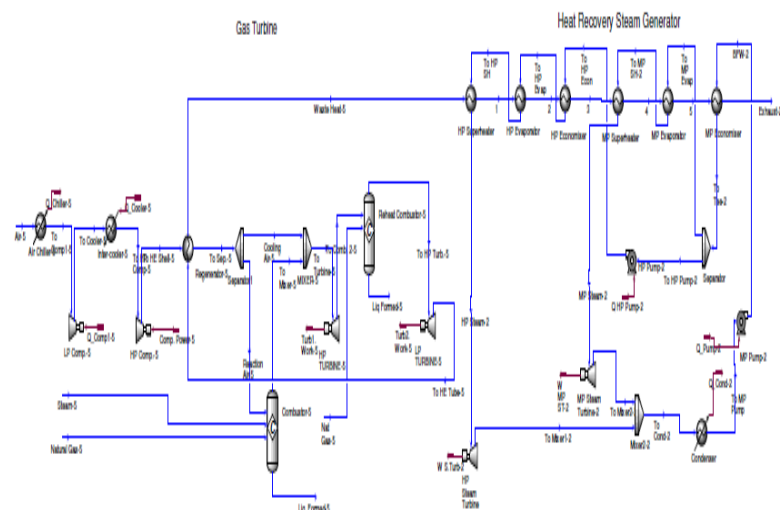 Gas Turbine
Heat Recovery Steam Generator
To HP
SH
To
HP
Evap
To
HP
Econ
To MP
SH-2
To
MP
Evap
BFW-2
Waste Heat-5
1
2
3
4
5
Exhaust-2
HP Superheater
HP Evaporator
HP Economiser
MP Superheater
MP Evaporator
MP Economiser
Q_Chiller-5
Q_Cooler-5
Air-5
Air Chiller-5
To
Comp1-5
To Cooler-5
Inter-cooler-5
To HE Shell-5
Comp-5
Regenerator-5
To Sep.-5
Separator1
Cooling
Air-5
To
Mixer-5
MIXER-5
To
Turbine-5
Reheat Combustor-5
To HP Turb.-5
Liq Formed-5
LP Comp.-5
Q_Comp1-5
HP Comp.-5
Comp. Power-5
Turb1.
Work-5
HP
TURBINE-5
Turb2.
Work-5
LP
TURBINE-5
Reaction
Air-5
Nat
Gas-5
To HE Tube-5
Steam-5
Natural Gas-5
Combustor-5
Liq. Formed-5
To
Tee-2
HP Pump-2
Q HP Pump-2
To HP Pump-2
Separator
HP Steam-2
MP Steam-2
Q_Pump-2
MP Pump-2
W
MP
ST-2
MP Steam
Turbine-2
To Mixer2-2
Mixer2-2
To
Cond-2
Q_Cond-2
Condenser
To MP
Pump
To Mixer1-2
W S.Turb-2
HP
Steam
Turbine